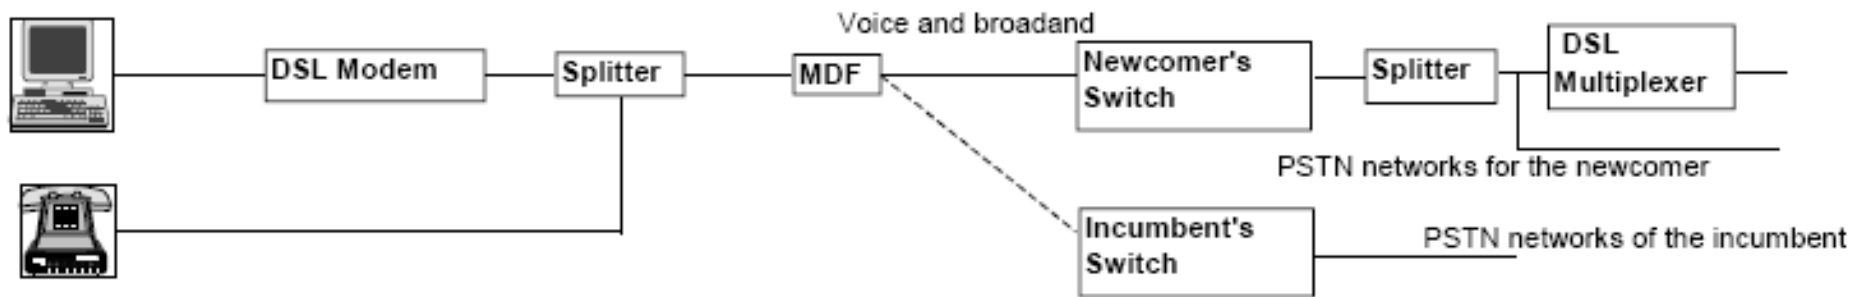 Voice and broadand
DSL Modem
Splitter
MDF
Newcomer's
Switch
Splitter
DSL
Multiplexer
PSTN networks for the newcomer
Incumbent's
Switch
PSTN networks of the incumbent